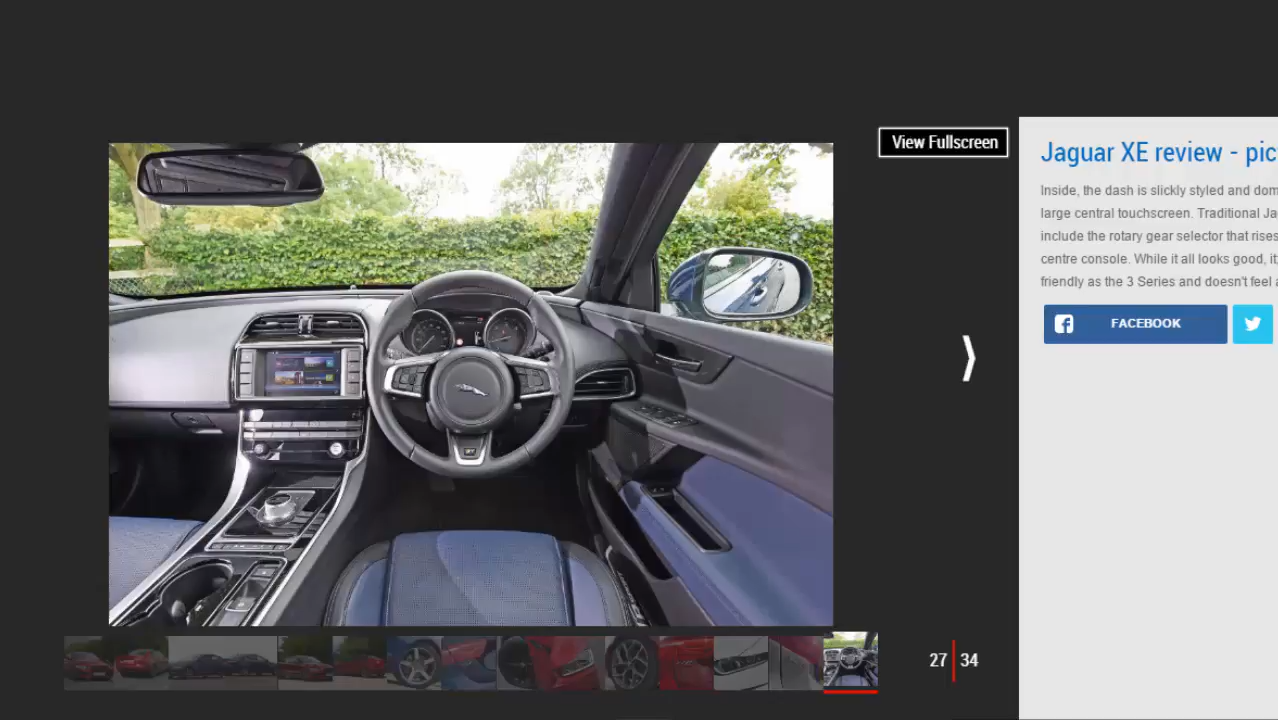 View Fullscreen
Jaguar XE review - pic
Inside, the dash is slickly styled and dom
large central touchscreen. Traditional Ja
include the rotary gear selector that rises
centre console. While it all looks good, it
friendly as the 3 Series and doesn't feel a
FACEBOOK
27 34